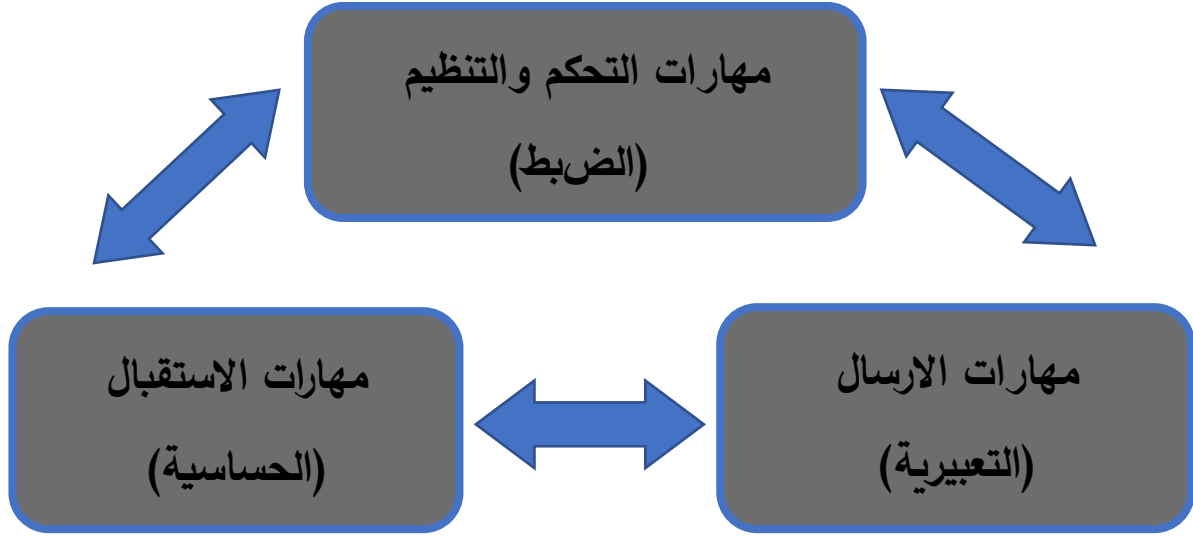 مهارات التحكم والتنظيم
(الضبط)
مهارات الارسال
(التعبيرية)
مهارات الاستقبال
(الحساسية)